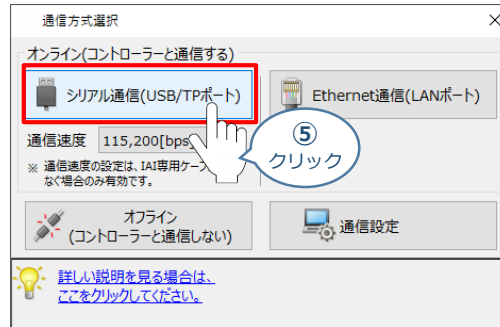 通信方式選択
オンライン(コントローラーと通信する)
シリアル通信(USB/TPポート)
Ethernet通信(LANポート)
通信速度 115,200[bps]
⑤
クリック
※ 通信速度の設定は、IAI専用ケーブ
なぐ場合のみ有効です。
オフライン
(コントローラーと通信しない)
通信設定
詳しい説明を見る場合は、
ここをクリックしてください。